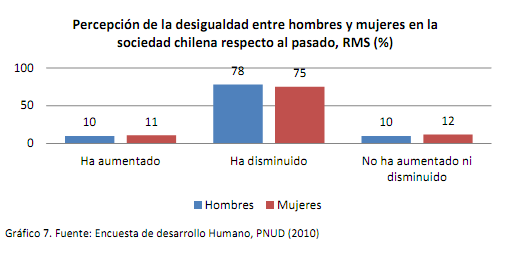 Percepción de la desigualdad entre hombres y mujeres en la
sociedad chilena respecto al pasado, RMS (%)
100
50
0
10
11
78
75
10
12
Ha aumentado
Ha disminuido
No ha aumentado ni
disminuido
Hombres
Mujeres
Gráfico 7. Fuente: Encuesta de desarrollo Humano, PNUD (2010)